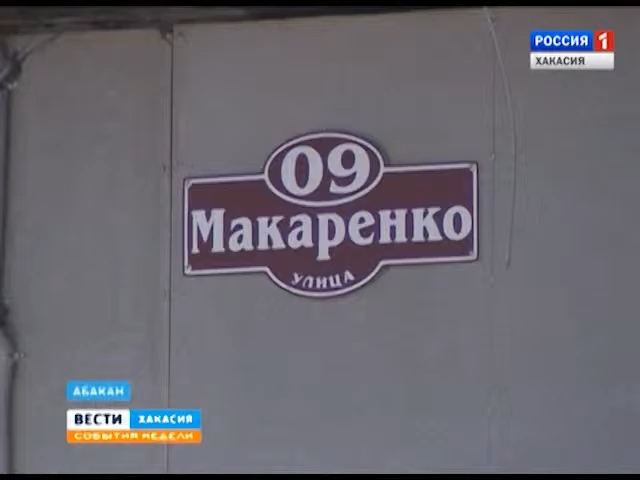 РОССИЯ 1
ХАКАСИЯ
09
Макаренко
УЛИЦА
АБАКАН
ВЕСТИ ХАКАСИЯ
СОБЫТИЯ НЕДЕЛИ